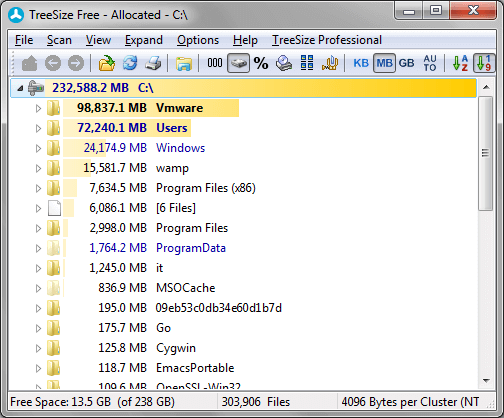 TreeSize Free - Allocated - C:\
File Scan View Expand Options Help TreeSize Professional
000 % KB MB GB AU TO A Z 1 9
232,588.2 MB C:\
98,837.1 MB Vmware
72,240.1 MB Users
24,174.9 MB Windows
15,581.7 MB wamp
7,634.5 MB Program Files (x86)
6,086.1 MB [6 Files]
2,998.0 MB Program Files
1,764.2 MB ProgramData
1,245.0 MB it
836.9 MB MSOCache
195.0 MB 09eb53c0db34e60d1b7d
175.7 MB Go
125.8 MB Cygwin
118.7 MB EmacsPortable
109.6 MB OpenSSL-Win32
Free Space: 13.5 GB (of 238 GB) 303,906 Files 4096 Bytes per Cluster (NT